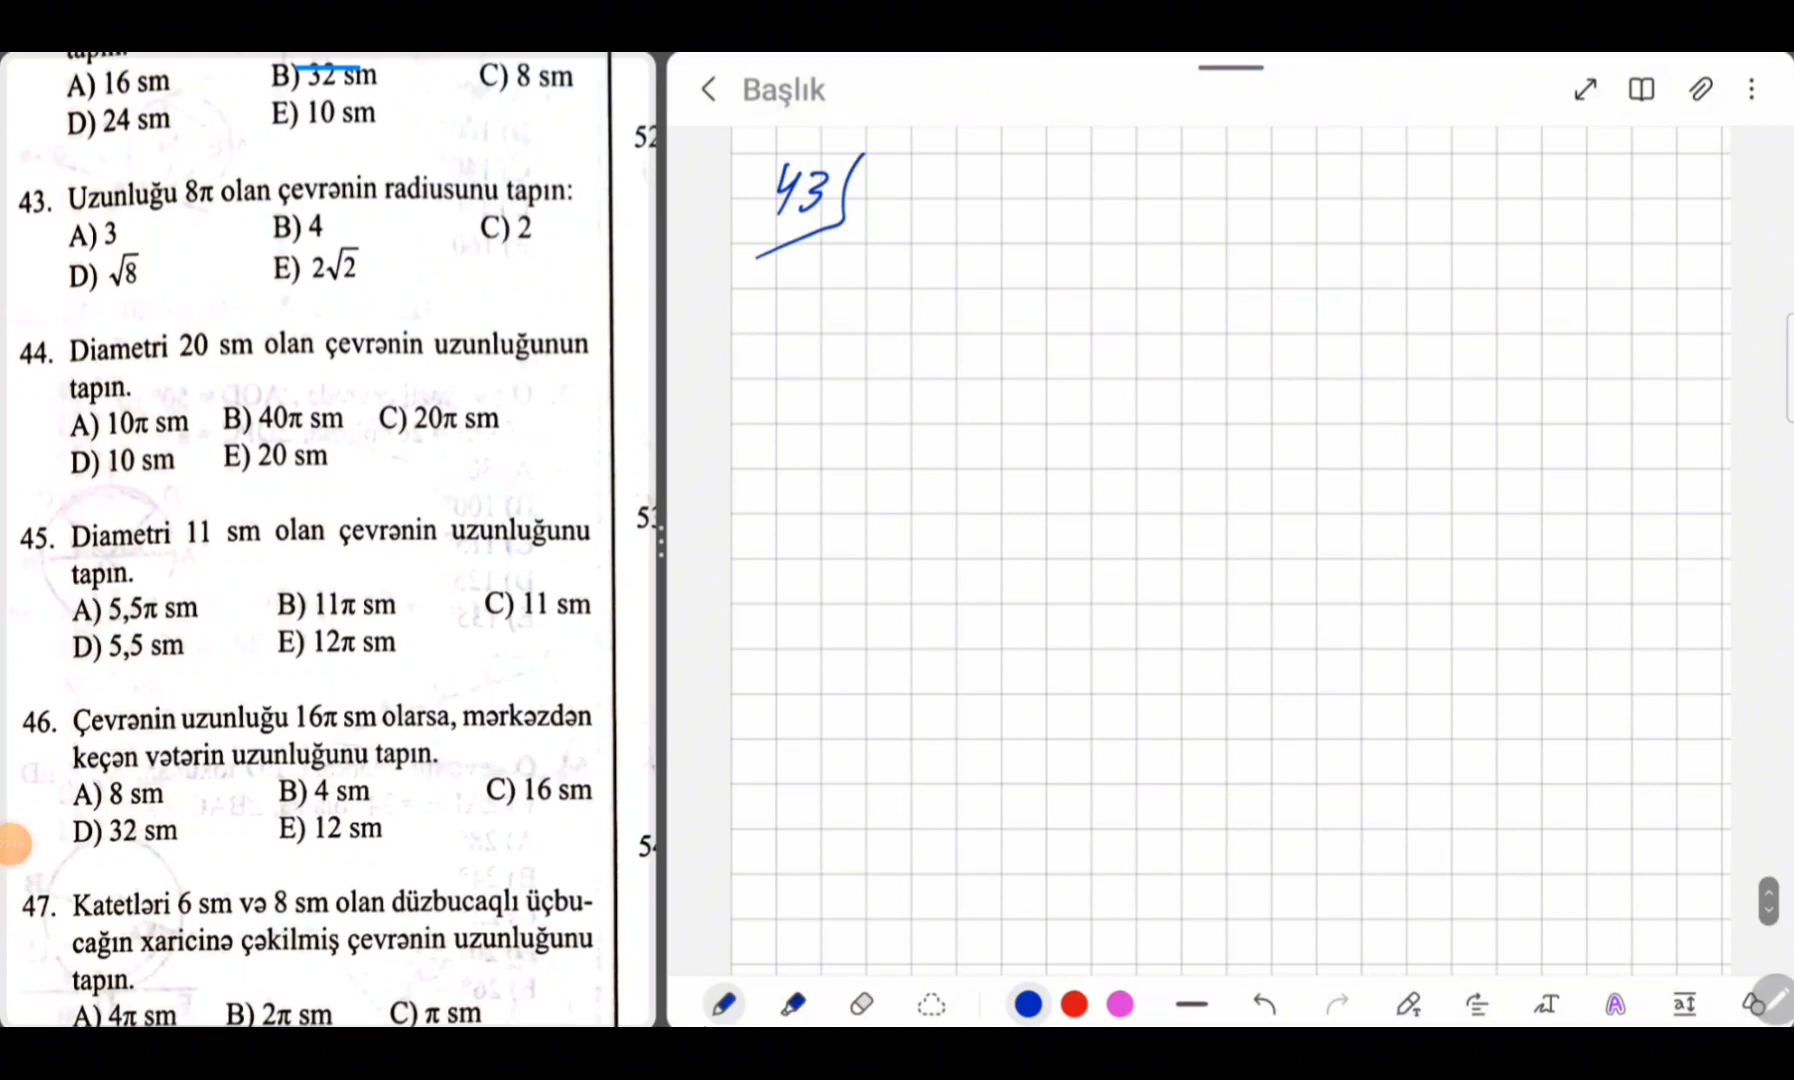 A) 16 sm B) 32 sm C) 8 sm
D) 24 sm E) 10 sm
43. Uzunluğu 8π olan çevrənin radiusunu tapın:
A) 3 B) 4 C) 2
D) √8 E) 2√2
44. Diametri 20 sm olan çevrənin uzunluğunun
tapın.
A) 10π sm B) 40π sm C) 20π sm
D) 10 sm E) 20 sm
45. Diametri 11 sm olan çevrənin uzunluğunu
tapın.
A) 5,5π sm B) 11π sm C) 11 sm
D) 5,5 sm E) 12π sm
46. Çevrənin uzunluğu 16π sm olarsa, mərkəzdən
keçən vətərin uzunluğunu tapın.
A) 8 sm B) 4 sm C) 16 sm
D) 32 sm E) 12 sm
47. Katetləri 6 sm və 8 sm olan düzbucaqlı üçbu-
cağın xaricinə çəkilmiş çevrənin uzunluğunu
tapın.
A) 4π sm B) 2π sm C) π sm
52
Başlık
43